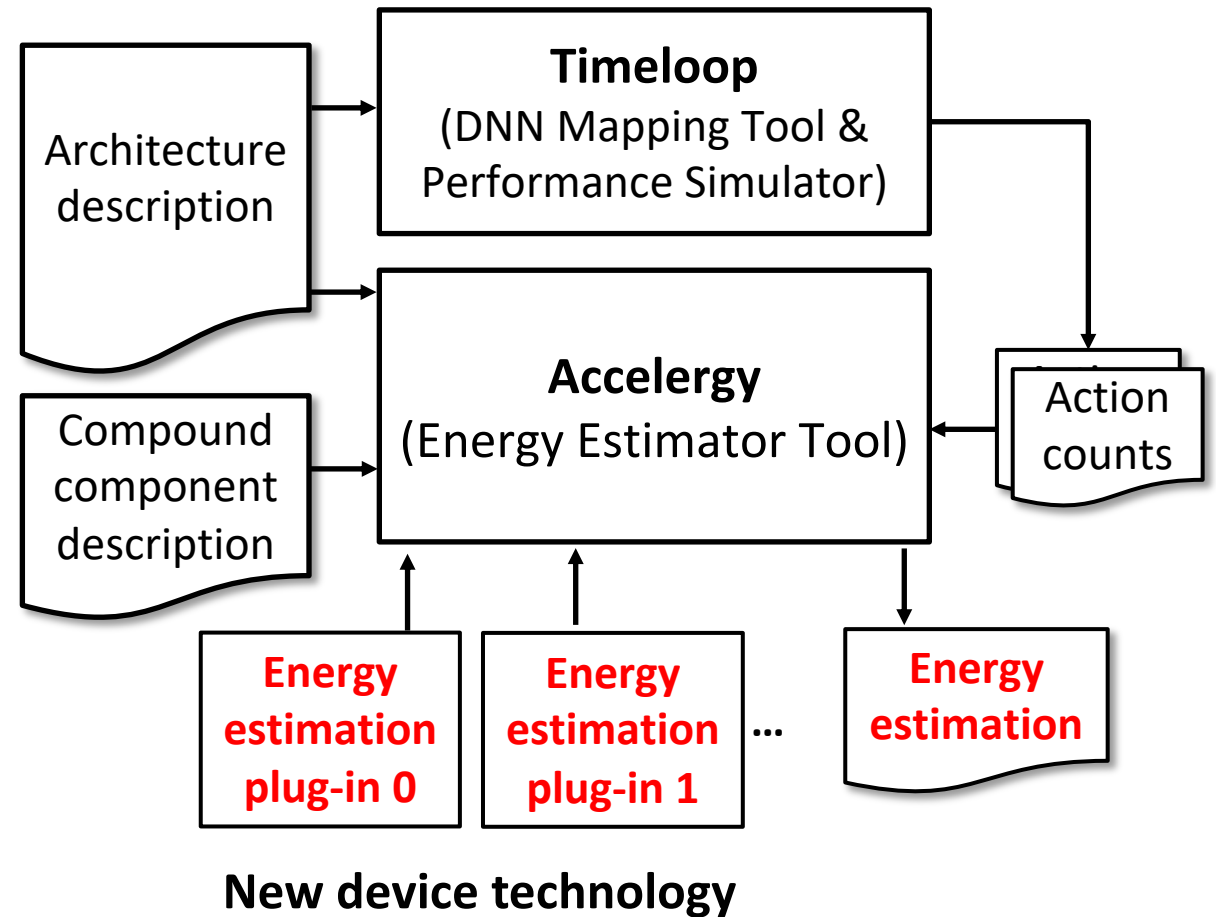 Timeloop
(DNN Mapping Tool &
Performance Simulator)
Architecture
description
Accelergy
(Energy Estimator Tool)
Action
counts
Compound
component
description
Energy
estimation
plug-in 0
Energy
estimation
plug-in 1
...
Energy
estimation
New device technology